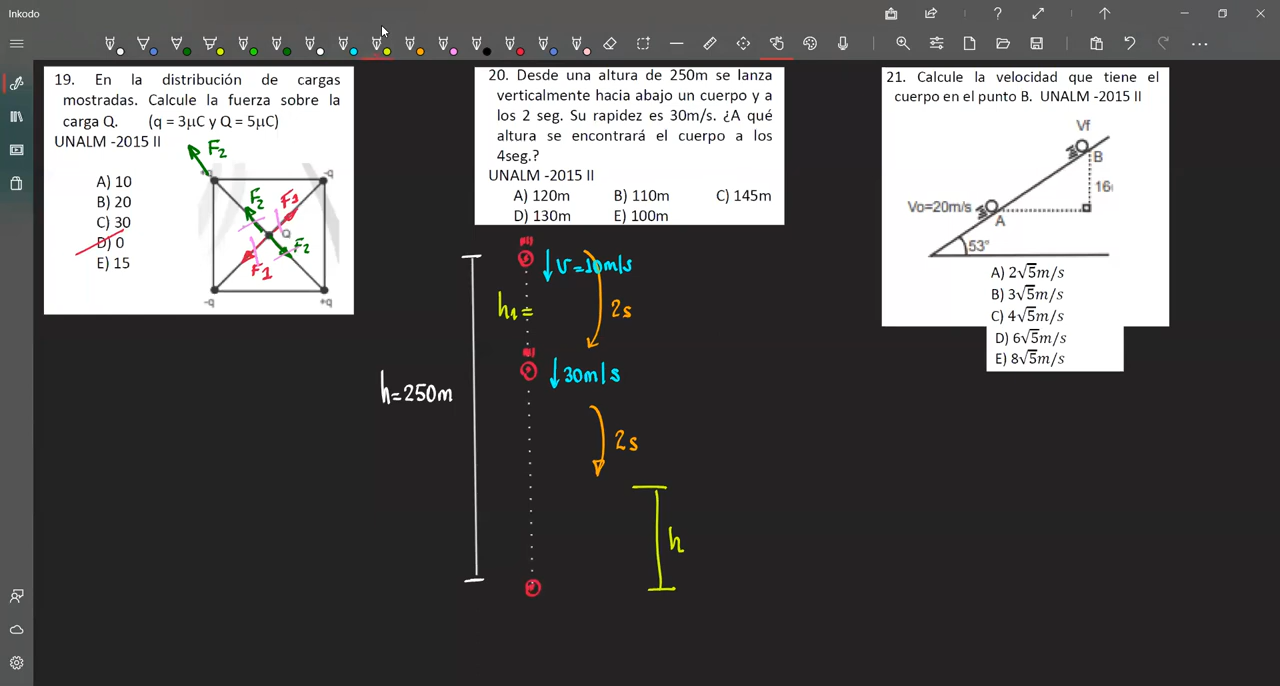 Inkodo
19. En la distribución de cargas
mostradas. Calcule la fuerza sobre la
carga Q. (q = 3µC y Q = 5µC)
UNALM -2015 II
A) 10
B) 20
C) 30
D) 0
E) 15
F2
-q
F2
F1
Q
F2
F1
-q
+q
20. Desde una altura de 250m se lanza
verticalmente hacia abajo un cuerpo y a
los 2 seg. Su rapidez es 30m/s. ¿A qué
altura se encontrará el cuerpo a los
4seg.?
UNALM -2015 II
A) 120m B) 110m C) 145m
D) 130m E) 100m
V=10m/s
h1=
2s
30m/s
h=250m
2s
h
21. Calcule la velocidad que tiene el
cuerpo en el punto B. UNALM -2015 II
Vf
B
16
Vo=20m/s
A
53°
A) 2√5m/s
B) 3√5m/s
C) 4√5m/s
D) 6√5m/s
E) 8√5m/s